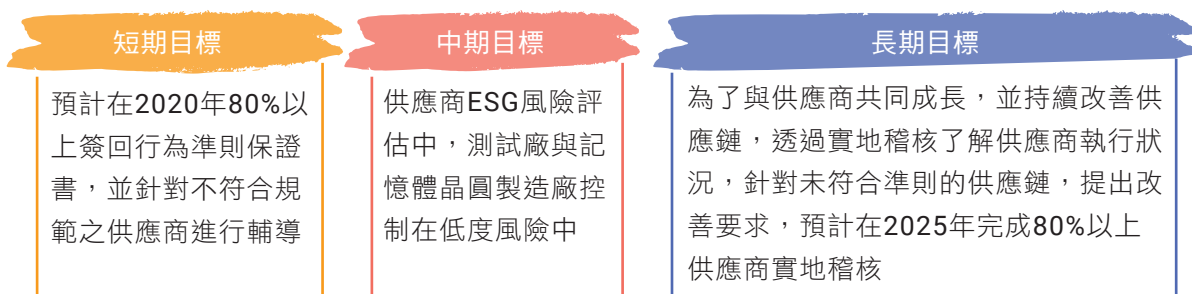 短期目標
預計在2020年80%以
上簽回行為準則保證
書，並針對不符合規
範之供應商進行輔導
中期目標
供應商ESG風險評
估中，測試廠與記
憶體晶圓製造廠控
制在低度風險中
長期目標
為了與供應商共同成長，並持續改善供
應鏈，透過實地稽核了解供應商執行狀
況，針對未符合準則的供應鏈，提出改
善要求，預計在2025年完成80%以上
供應商實地稽核